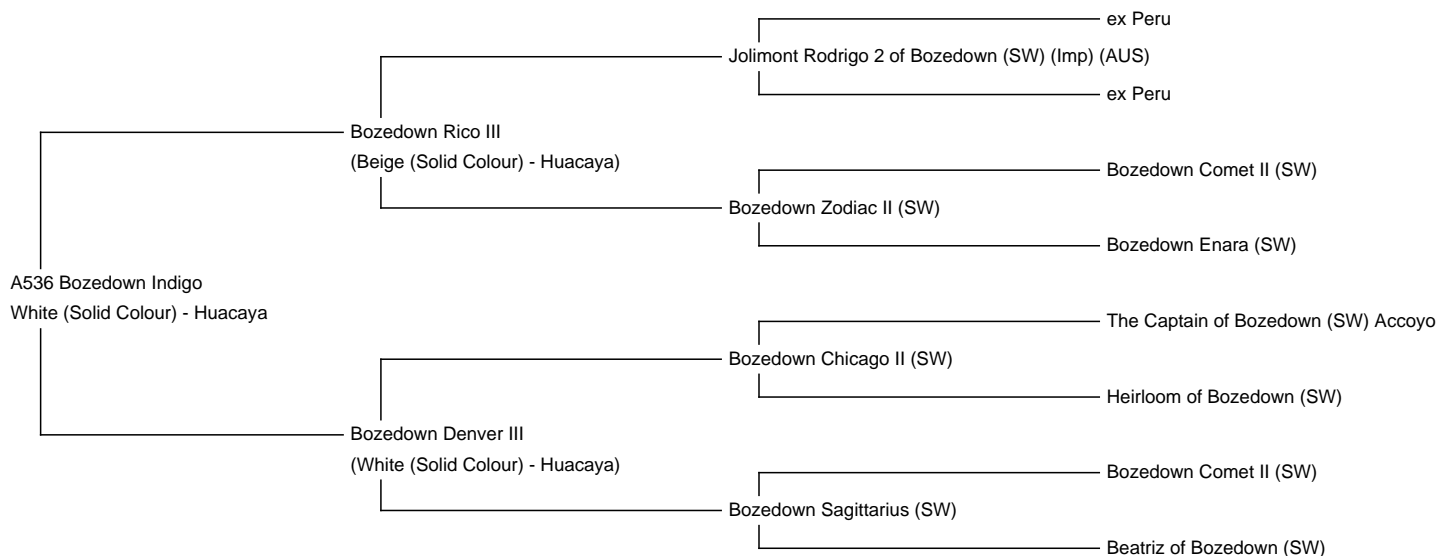 ex Peru
Jolimont Rodrigo 2 of Bozedown (SW) (Imp) (AUS)
ex Peru
Bozedown Rico III
(Beige (Solid Colour) - Huacaya)
Bozedown Comet II (SW)
Bozedown Zodiac II (SW)
Bozedown Enara (SW)
A536 Bozedown Indigo
White (Solid Colour) - Huacaya
The Captain of Bozedown (SW) Accoyo
Bozedown Chicago II (SW)
Heirloom of Bozedown (SW)
Bozedown Denver III
(White (Solid Colour) - Huacaya)
Bozedown Comet II (SW)
Bozedown Sagittarius (SW)
Beatriz of Bozedown (SW)